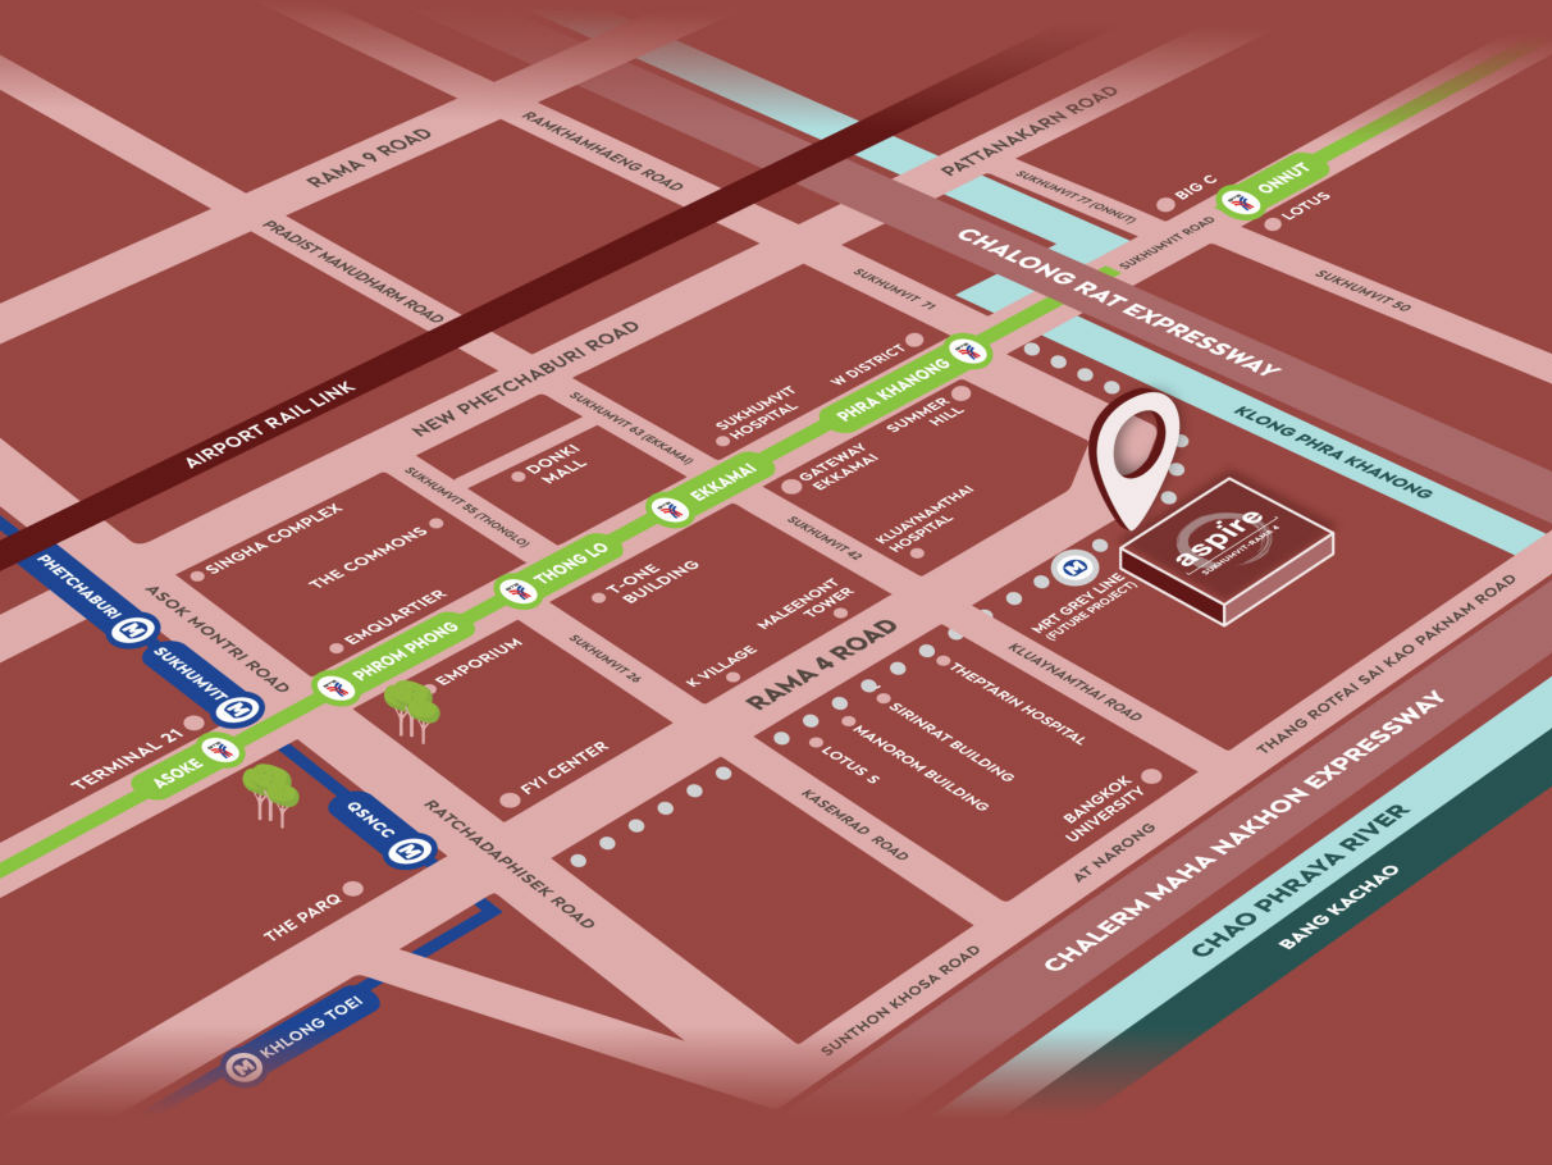 RAMA 9 ROAD
RAMKHAMHAENG ROAD
PATTANAKARN ROAD
SUKHUMVIT 77 (ONNUT)
BIG C
ONNUT
LOTUS
SUKHUMVIT ROAD
SUKHUMVIT 50
PRADIST MANUDHARM ROAD
CHALONG RAT EXPRESSWAY
SUKHUMVIT 71
NEW PHETCHABURI ROAD
AIRPORT RAIL LINK
W DISTRICT
PHRA KHANONG
SUKHUMVIT
HOSPITAL
SUKHUMVIT 63 (EKKAMAI)
SUMMER
HILL
KLONG PHRA KHANONG
DONKI
MALL
EKKAMAI
GATEWAY
EKKAMAI
SUKHUMVIT 55 (THONGLO)
KLUAYNAMTHAI
HOSPITAL
SUKHUMVIT 42
SINGHA COMPLEX
THE COMMONS
THONG LO
T-ONE
BUILDING
aspire
SUKHUMVIT-RAMA 4
PHETCHABURI
M
ASOK MONTRI ROAD
EMQUARTIER
PHROM PHONG
EMPORIUM
SUKHUMVIT 26
MALEENONT
TOWER
M
MRT GREY LINE
(FUTURE PROJECT)
SUKHUMVIT
M
K VILLAGE
RAMA 4 ROAD
KLUAYNAMTHAI ROAD
THANG ROTFAI SAI KAO PAKNAM ROAD
THEPTARIN HOSPITAL
SIRINRAT BUILDING
MANOROM BUILDING
LOTUS S
TERMINAL 21
ASOKE
FYI CENTER
QSNCC
M
RATCHADAPHISEK ROAD
KASEMRAD ROAD
BANGKOK
UNIVERSITY
AT NARONG
CHALERM MAHA NAKHON EXPRESSWAY
CHAO PHRAYA RIVER
BANG KACHAO
THE PARQ
SUNTHON KHOSA ROAD
M
KHLONG TOEI